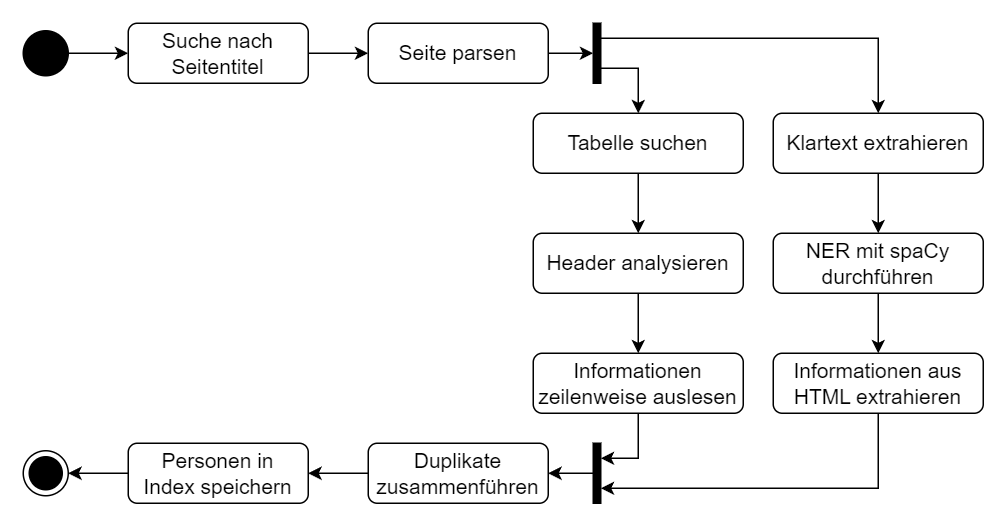 Suche nach
Seitentitel
Seite parsen
Tabelle suchen
Klartext extrahieren
Header analysieren
NER mit spaCy
durchführen
Informationen
zeilenweise auslesen
Informationen aus
HTML extrahieren
Personen in
Index speichern
Duplikate
zusammenführen